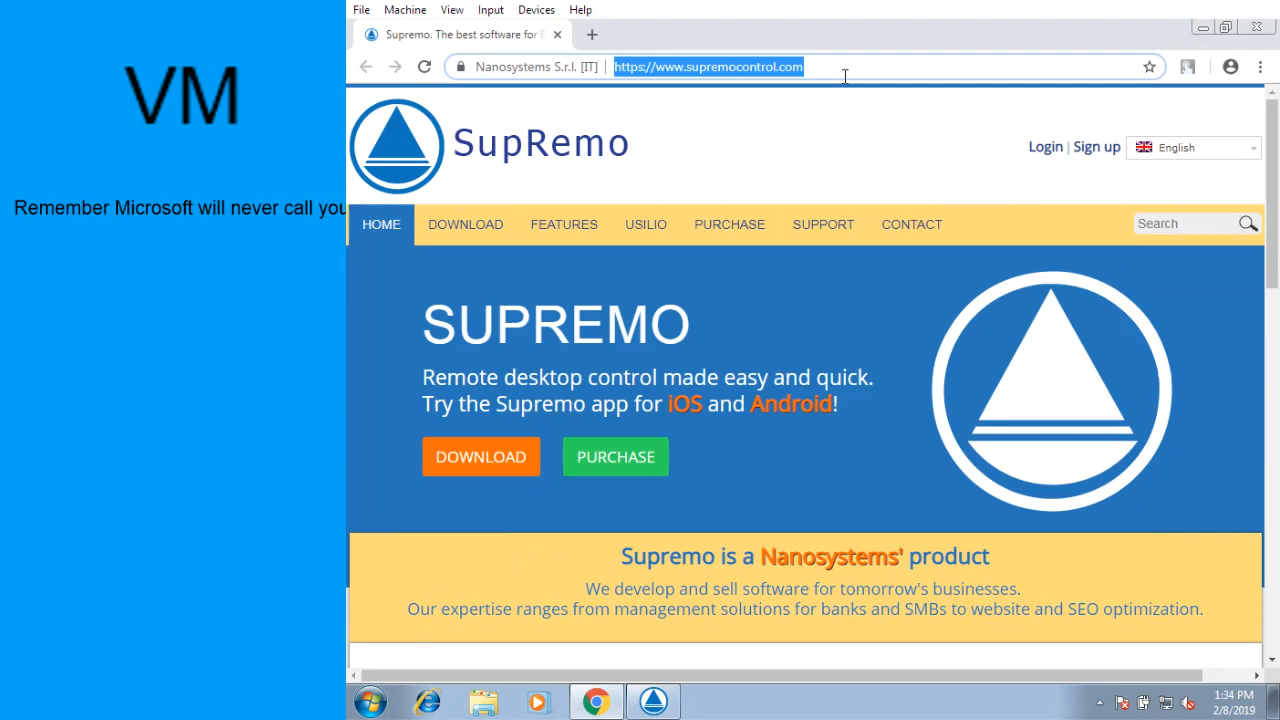 VM
Remember Microsoft will never call you
File Machine View Input Devices Help
Supremo. The best software for
Nanosystems S.r.l. [IT] | https://www.supremocontrol.com
SupRemo
Login | Sign up English
HOME DOWNLOAD FEATURES USILIO PURCHASE SUPPORT CONTACT Search
SUPREMO
Remote desktop control made easy and quick.
Try the Supremo app for iOS and Android!
DOWNLOAD PURCHASE
Supremo is a Nanosystems' product
We develop and sell software for tomorrow's businesses.
Our expertise ranges from management solutions for banks and SMBs to website and SEO optimization.
1:34 PM
2/8/2019